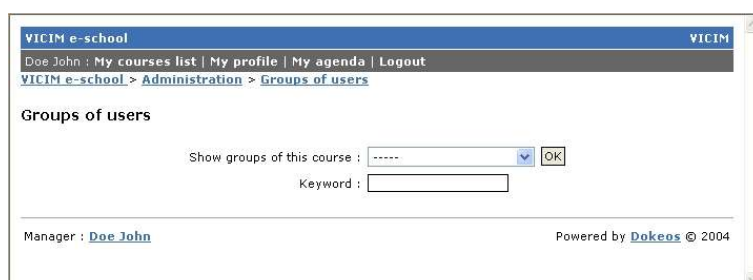 VICIM e-school VICIM
Doe John : My courses list | My profile | My agenda | Logout
VICIM e-school > Administration > Groups of users
Groups of users
Show groups of this course : ----- OK
Keyword :
Manager : Doe John Powered by Dokeos © 2004